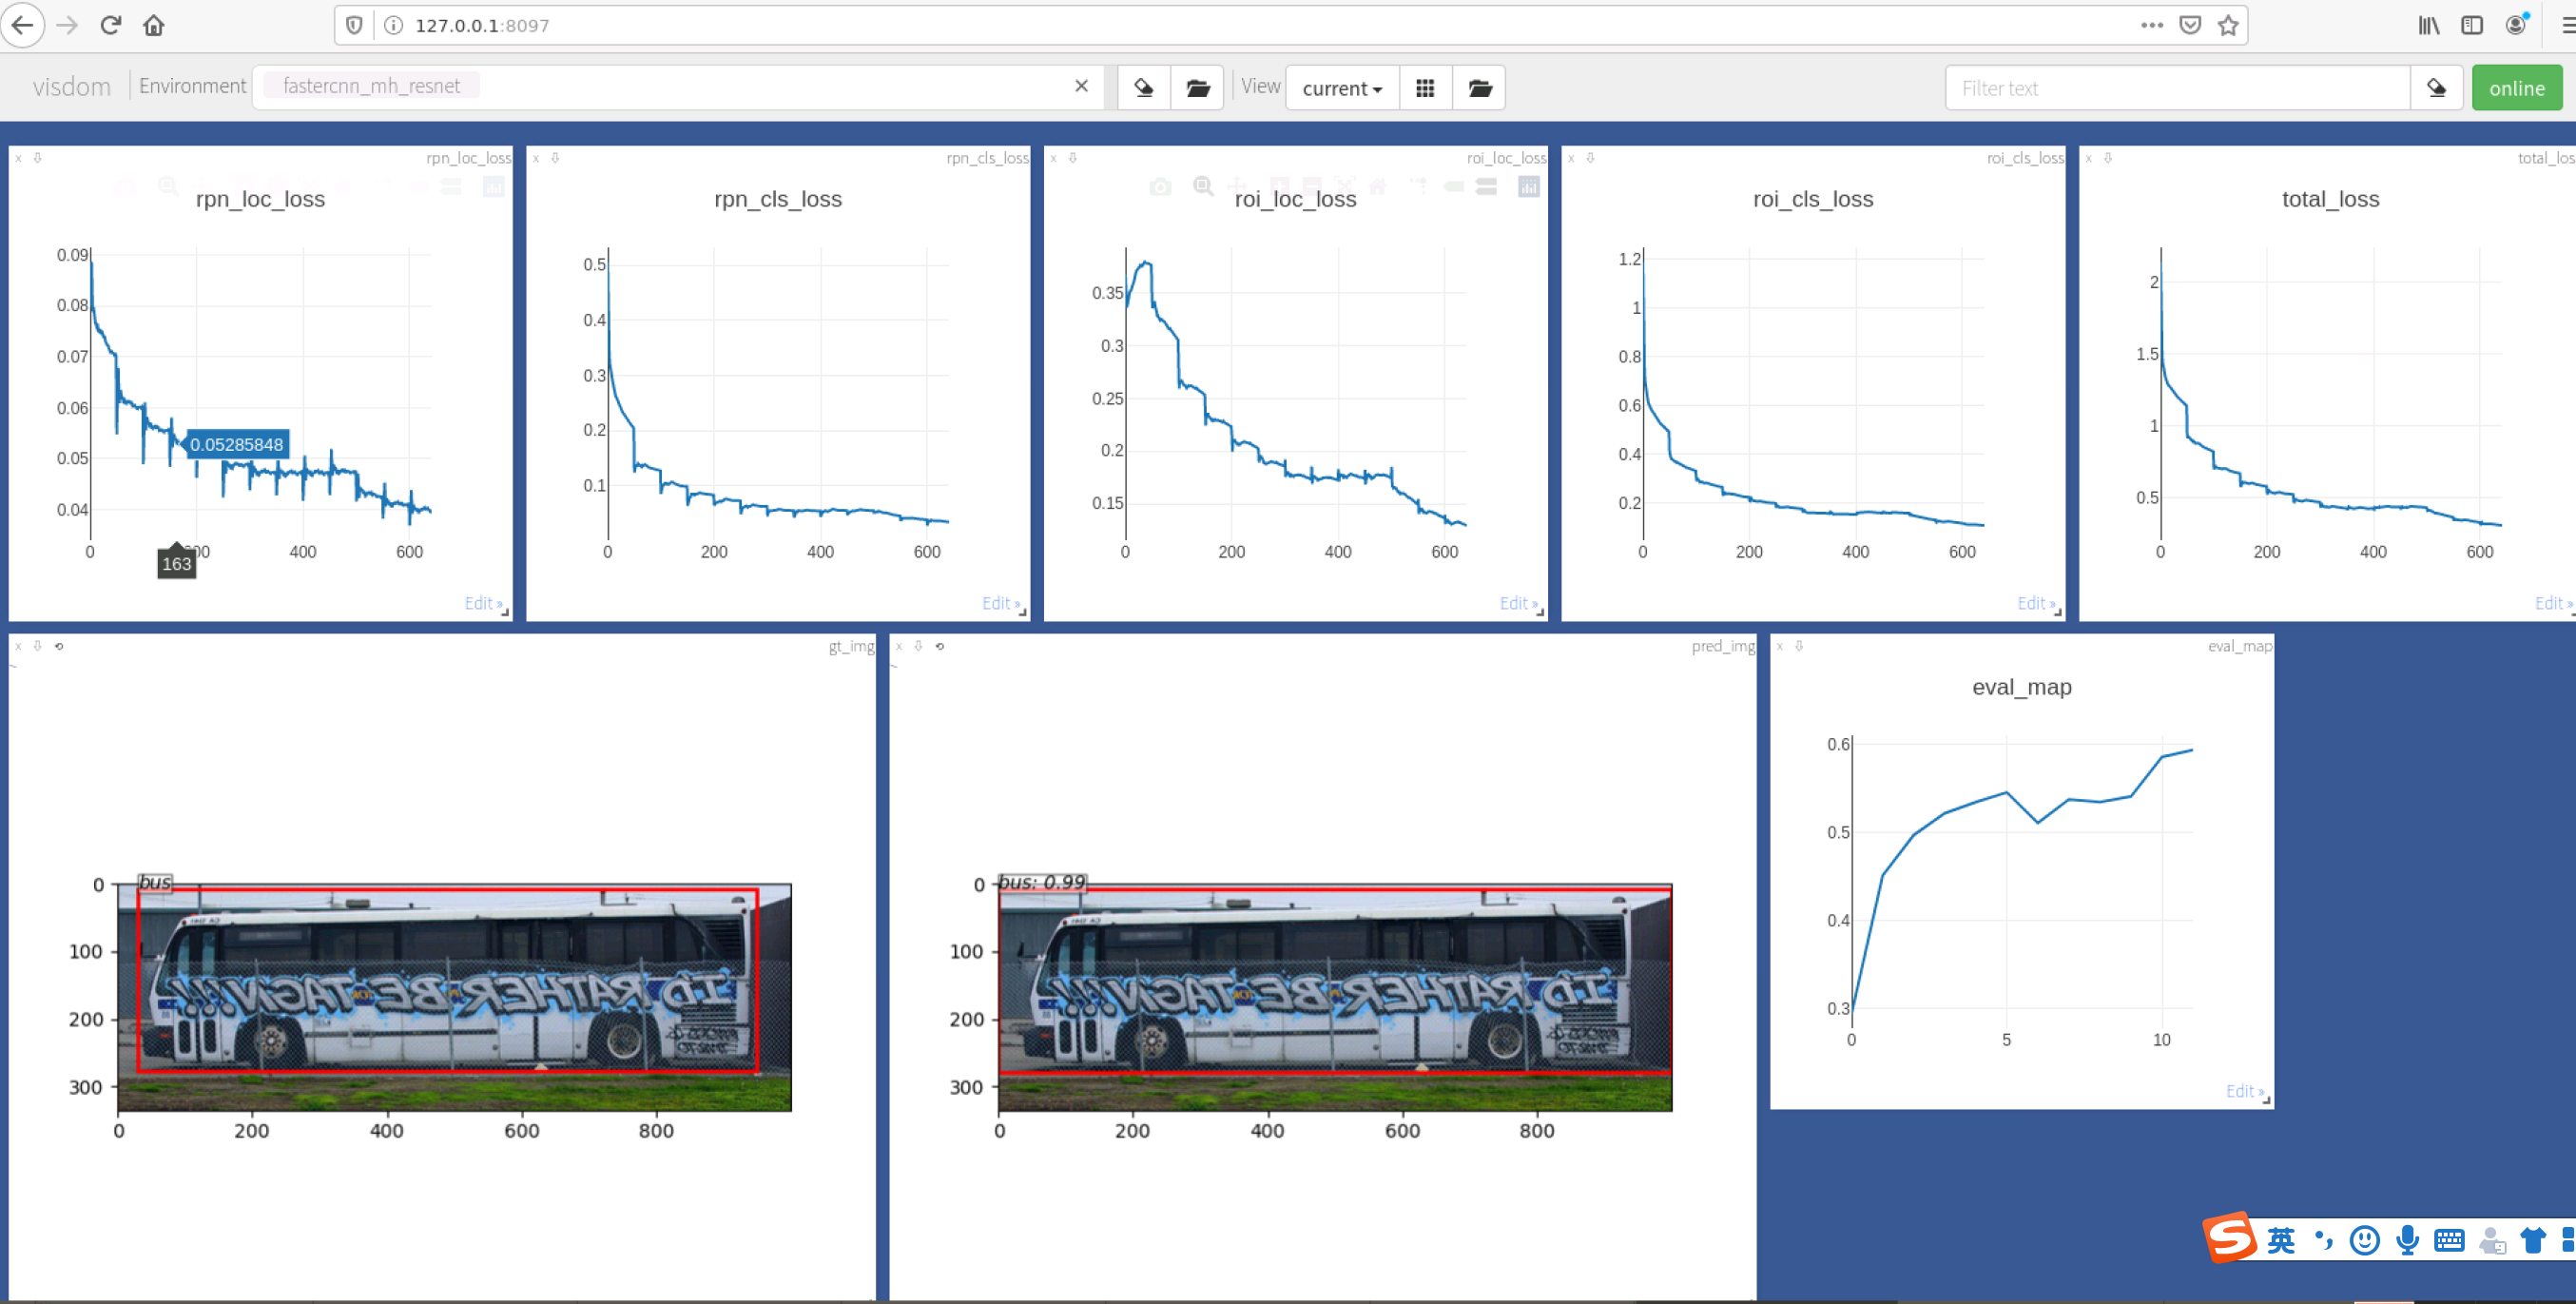 127.0.0.1:8097
visdom Environment fastercnn_mh_resnet View current Filter text online
rpn_loc_loss
rpn_loc_loss
0.09
0.08
0.07
0.06
0.05
0.04
0.05285848
0 400 600
163
Edit »
rpn_cls_loss
rpn_cls_loss
0.5
0.4
0.3
0.2
0.1
0 200 400 600
Edit »
roi_loc_loss
roi_loc_loss
0.35
0.3
0.25
0.2
0.15
0 200 400 600
Edit »
roi_cls_loss
roi_cls_loss
1.2
1
0.8
0.6
0.4
0.2
0 200 400 600
Edit »
total_los
total_loss
2
1.5
1
0.5
0 200 400 600
Edit »
gt_img
bus
0
100
200
300
I'D RATHER BE TAGIN'!!!
0 200 400 600 800
pred_img
bus: 0.99
0
100
200
300
I'D RATHER BE TAGIN'!!!
0 200 400 600 800
eval_map
eval_map
0.6
0.5
0.4
0.3
0 5 10
Edit »
S 英